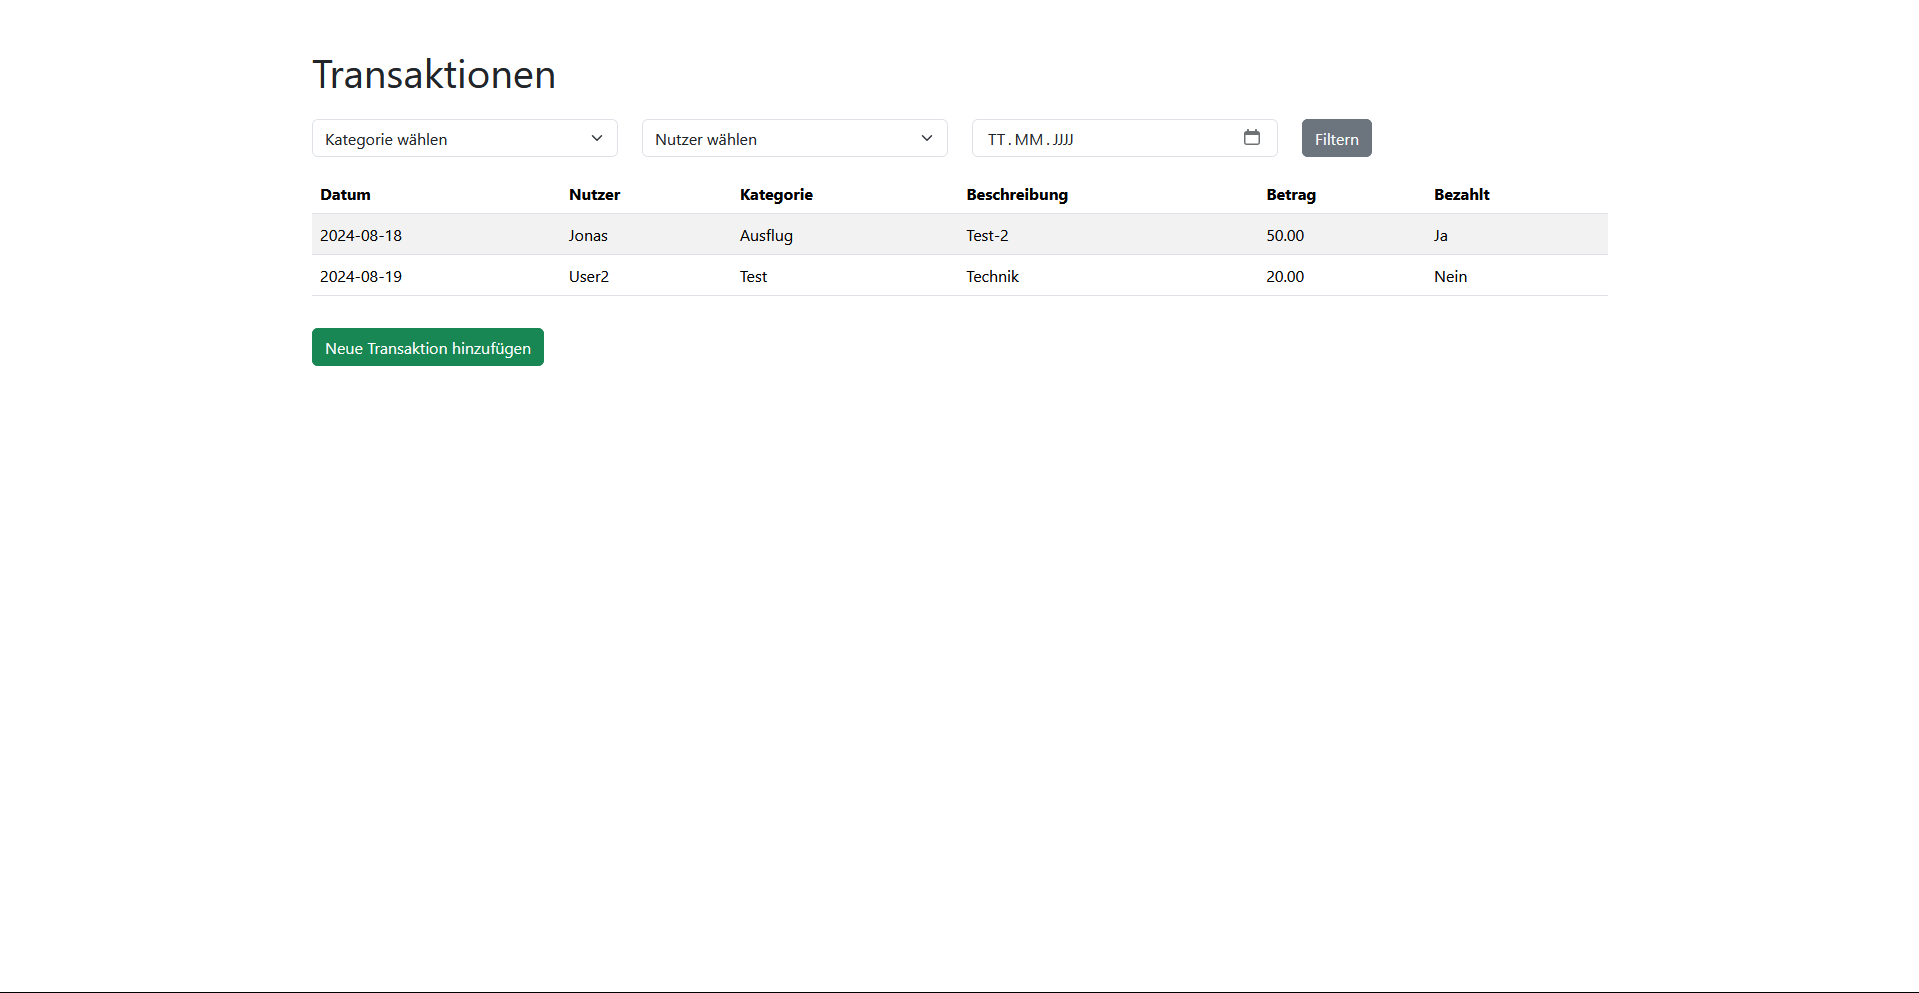 Transaktionen
Kategorie wählen Nutzer wählen TT.MM.JJJJ Filtern
Datum Nutzer Kategorie Beschreibung Betrag Bezahlt
2024-08-18 Jonas Ausflug Test-2 50.00 Ja
2024-08-19 User2 Test Technik 20.00 Nein
Neue Transaktion hinzufügen